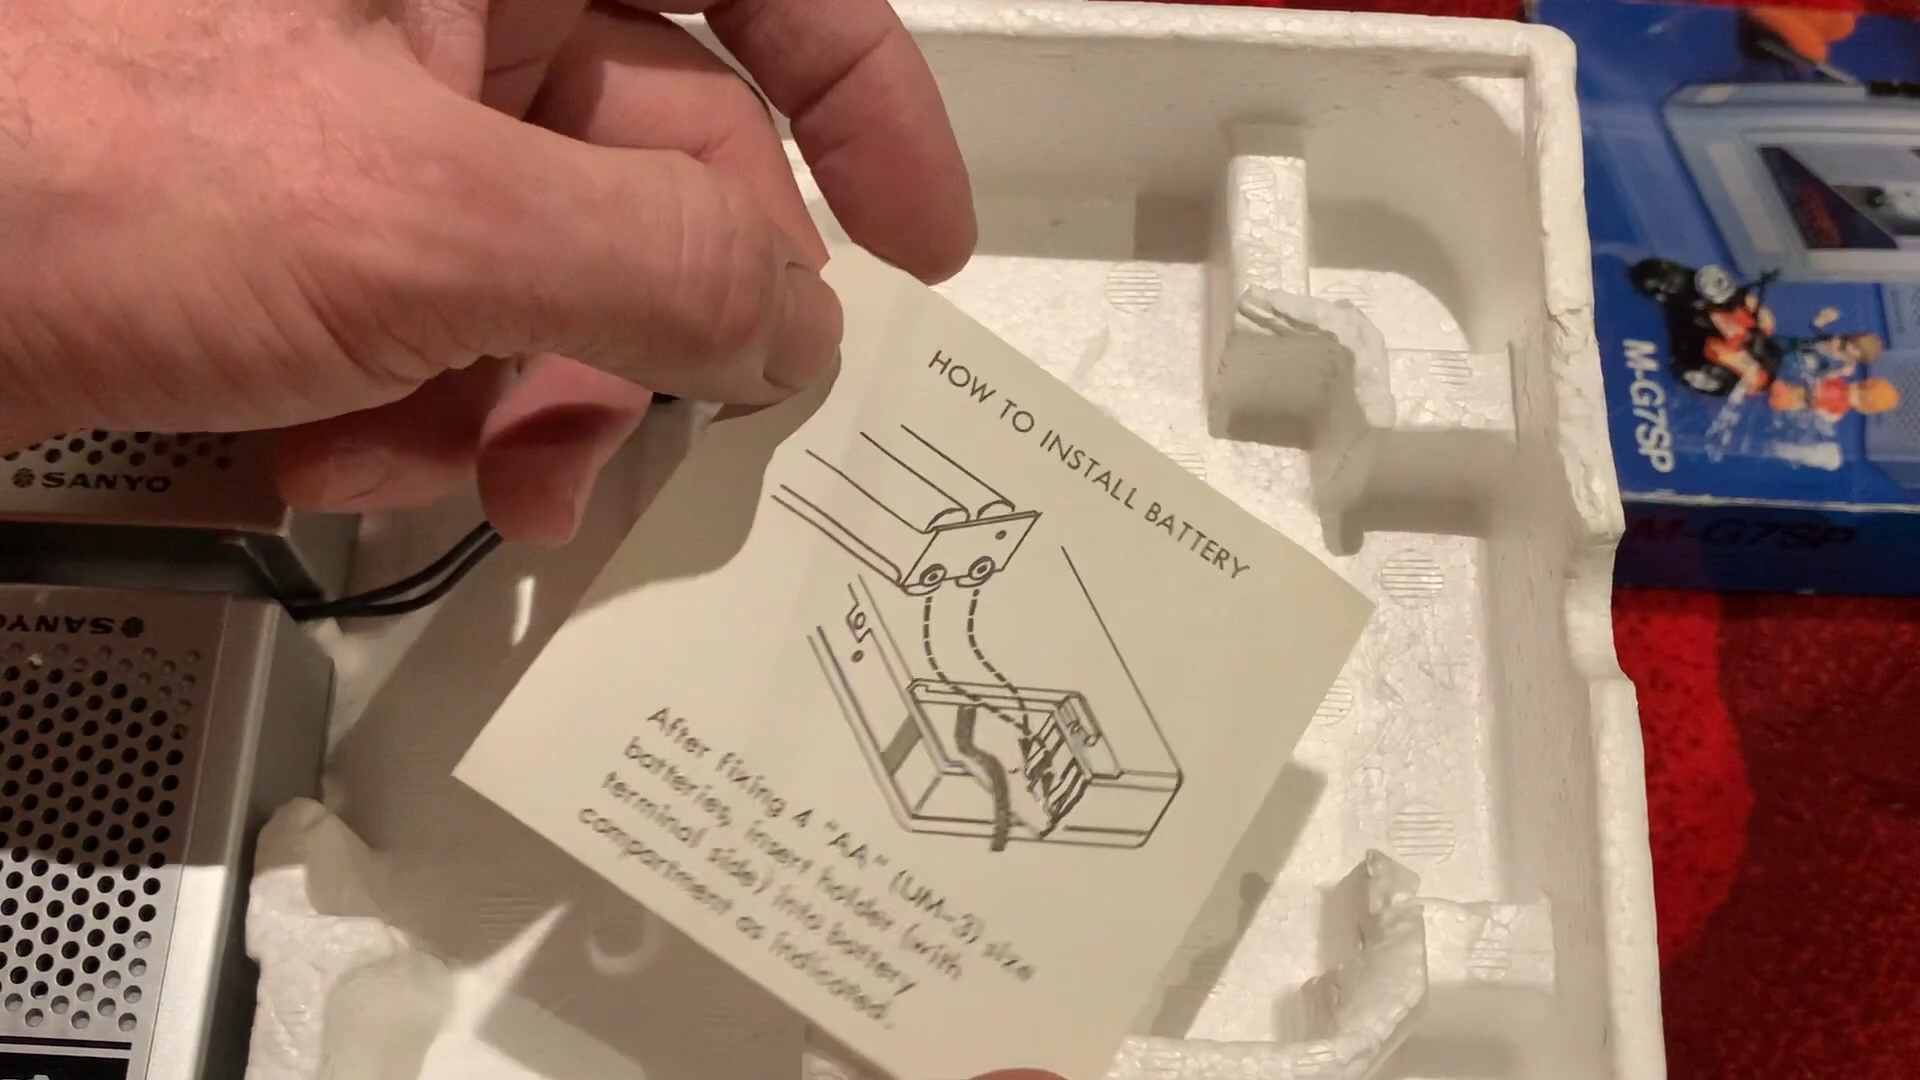 HOW TO INSTALL BATTERY
After fixing 4 "AA" (UM-3) size
batteries, insert holder (with
terminal side) into battery
compartment as indicated.
SANYO
SANYO
M-G7SP
M-G7SP